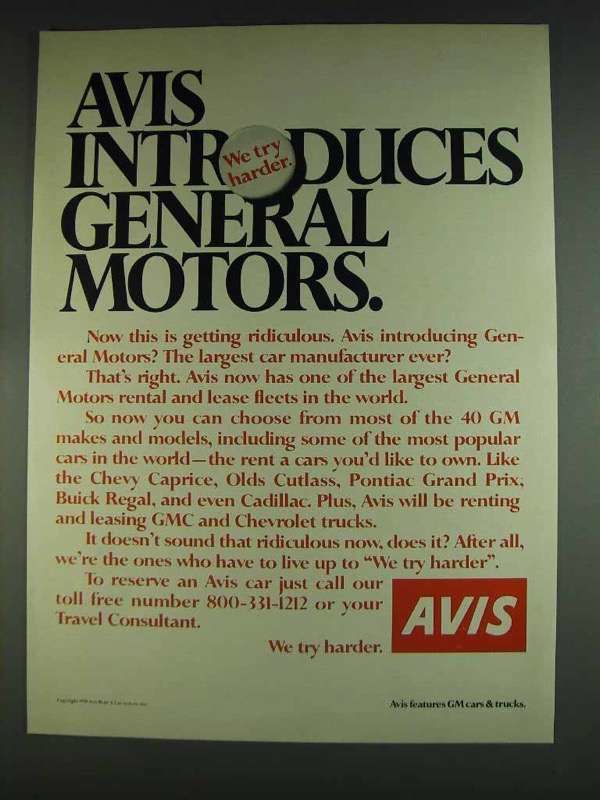 AVIS
INTRODUCES
We try
harder.
GENERAL
MOTORS.
Now this is getting ridiculous. Avis introducing Gen-
eral Motors? The largest car manufacturer ever?
That's right. Avis now has one of the largest General
Motors rental and lease fleets in the world.
So now you can choose from most of the 40 GM
makes and models, including some of the most popular
cars in the world—the rent a cars you'd like to own. Like
the Chevy Caprice, Olds Cutlass, Pontiac Grand Prix,
Buick Regal, and even Cadillac. Plus, Avis will be renting
and leasing GMC and Chevrolet trucks.
It doesn't sound that ridiculous now, does it? After all,
we're the ones who have to live up to "We try harder".
To reserve an Avis car just call our
toll free number 800-331-1212 or your
Travel Consultant.
We try harder.
AVIS
Avis features GM cars & trucks.